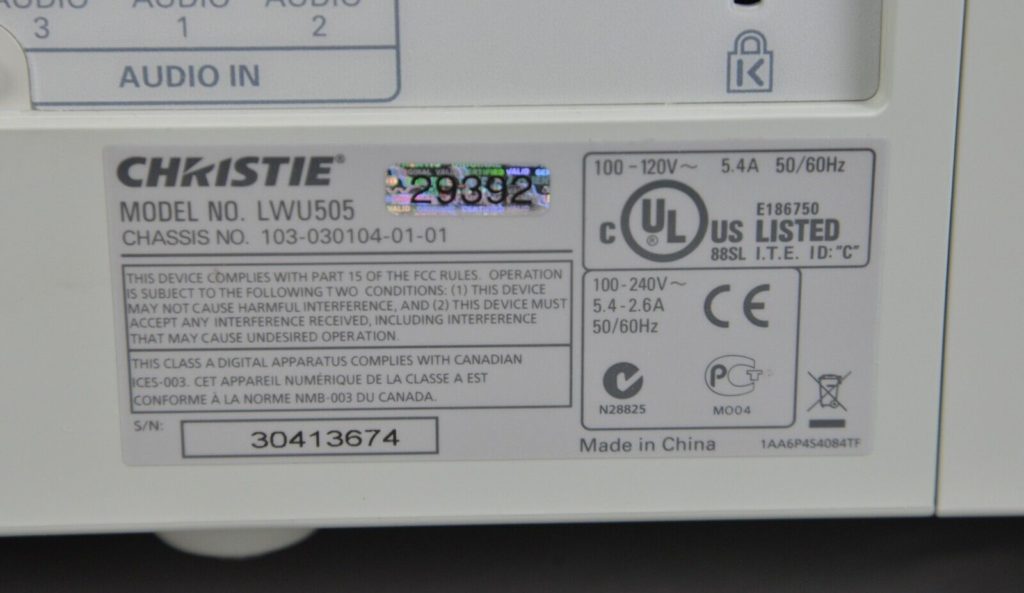 AUDIO AUDIO AUDIO
3 1 2
AUDIO IN
K
CHRISTIE®
29392
MODEL NO. LWU505
CHASSIS NO. 103-030104-01-01
THIS DEVICE COMPLIES WITH PART 15 OF THE FCC RULES. OPERATION
IS SUBJECT TO THE FOLLOWING TWO CONDITIONS: (1) THIS DEVICE
MAY NOT CAUSE HARMFUL INTERFERENCE, AND (2) THIS DEVICE MUST
ACCEPT ANY INTERFERENCE RECEIVED, INCLUDING INTERFERENCE
THAT MAY CAUSE UNDESIRED OPERATION.
THIS CLASS A DIGITAL APPARATUS COMPLIES WITH CANADIAN
ICES-003. CET APPAREIL NUMÉRIQUE DE LA CLASSE A EST
CONFORME À LA NORME NMB-003 DU CANADA.
S/N: 30413674
100-120V~ 5.4A 50/60Hz
E186750
C UL® US LISTED
88SL I.T.E. ID:"C"
100-240V~
5.4-2.6A
50/60Hz
CE
N28825
PCT
MO04
Made in China
1AA6P4S4084TF